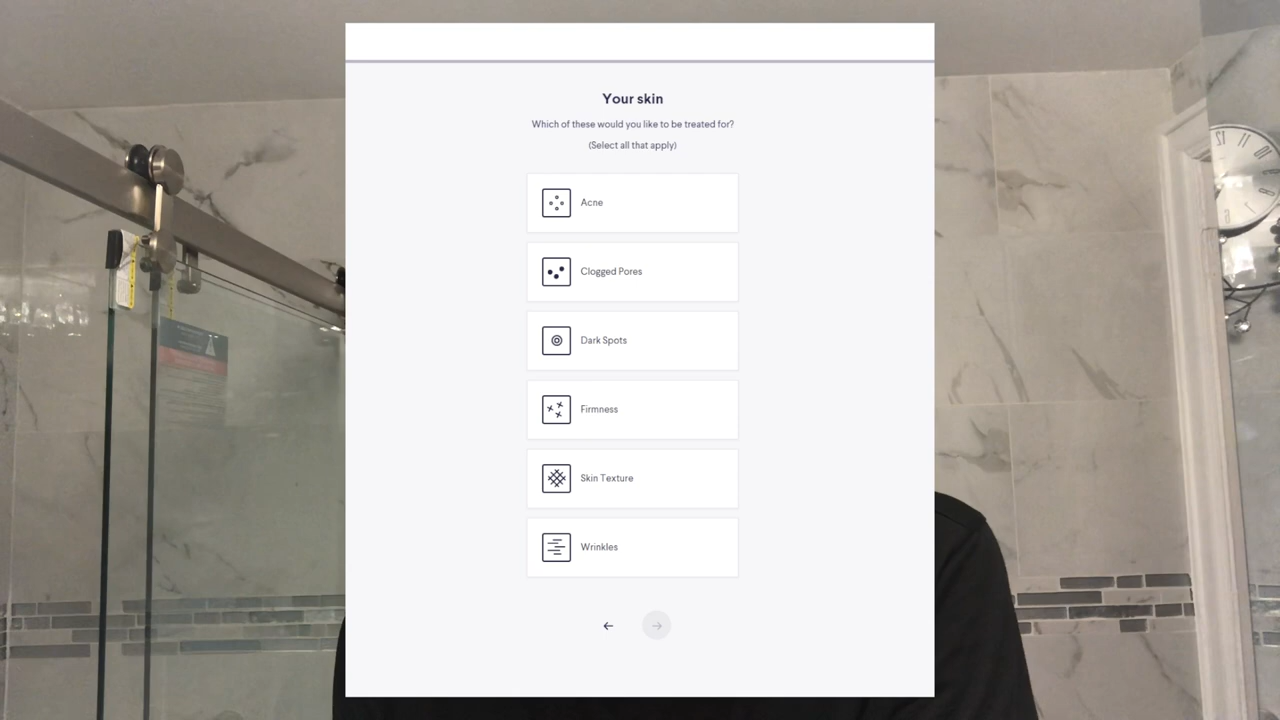 Your skin
Which of these would you like to be treated for?
(Select all that apply)
Acne
Clogged Pores
Dark Spots
Firmness
Skin Texture
Wrinkles